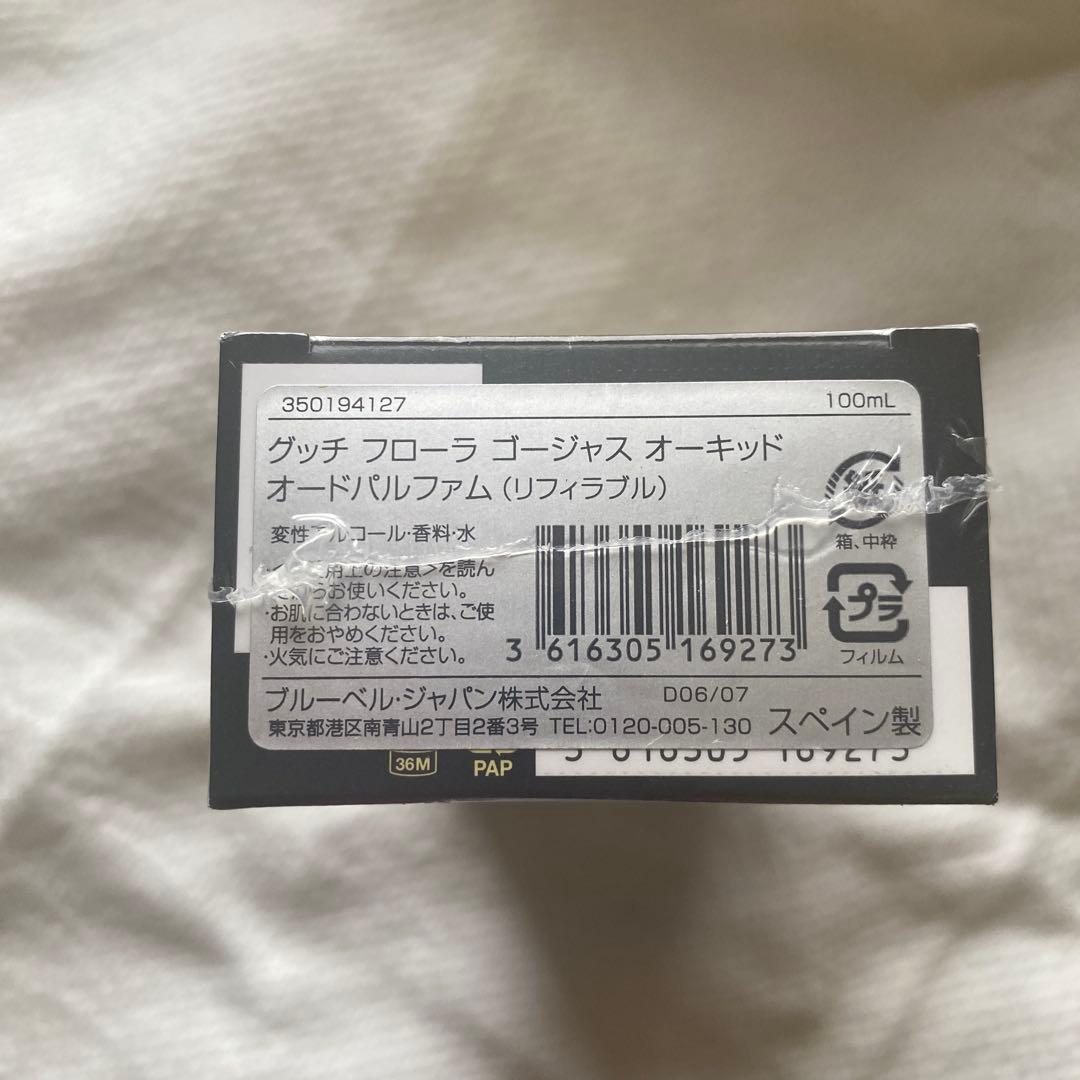 350194127 100mL
グッチ フローラ ゴージャス オーキッド
オードパルファム（リフィラブル）
変性アルコール・香料・水
用上の注意＞を読ん
らお使いください。
・お肌に合わないときは、ご使
用をおやめください。
・火気にご注意ください。
3 616305 169273
紙
箱、中枠
プラ
フィルム
ブルーベル・ジャパン株式会社 D06/07
東京都港区南青山2丁目2番3号 TEL:0120-005-130 スペイン製
36M
PAP
3 616305 169273